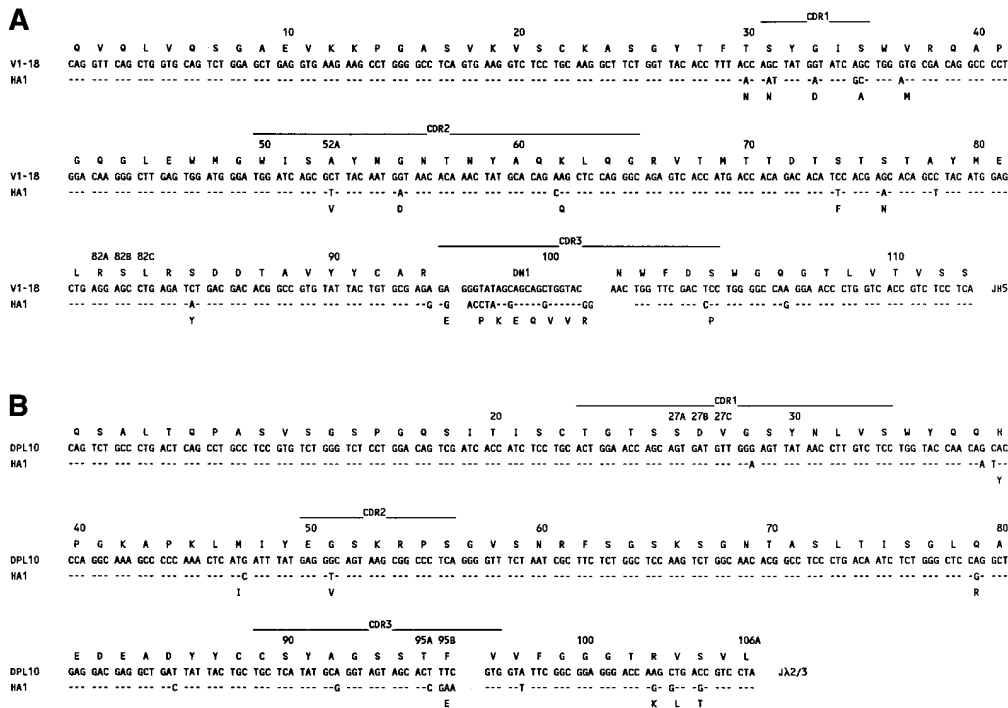 A
CDR1
10 20 30 40
Q V Q L V Q S G A E V K K P G A S V K V S C K A S G Y T F T S Y G I S W V R Q A P
V1-18 CAG GTT CAG CTG GTG CAG TCT GGA GCT GAG GTG AAG AAG CCT GGG GCC TCA GTG AAG GTC TCC TGC AAG GCT TCT GGT TAC ACC TTT ACC AGC TAT GGT ATC AGC TGG GTG CGA CAG GCC CCT
HA1 --- --- --- --- --- --- --- --- --- --- --- --- --- --- --- --- --- --- --- --- --- --- --- --- --- --- --- --- --- -A- -AT --- -A- --- GC- --- A-- --- --- --- ---
N N D A M
CDR2
50 52A 60 70 80
G Q G L E W M G W I S A Y N G N T N Y A Q K L Q G R V T M T T D T S T S T A Y M E
V1-18 GGA CAA GGG CTT GAG TGG ATG GGA TGG ATC AGC GCT TAC AAT GGT AAC ACA AAC TAT GCA CAG AAG CTC CAG GGC AGA GTC ACC ATG ACC ACA GAC ACA TCC ACG AGC ACA GCC TAC ATG GAG
HA1 --- --- --- --- --- --- --- --- --- --- --- -T- --- --- -A- --- --- --- --- --- --- C-- --- --- --- --- --- --- --- --- --- --- --- -T- --- -A- --- --T --- --- ---
V D Q F N
CDR3
82A 82B 82C 90 100 110
L R S L R S D D T A V Y Y C A R DN1 N W F D S W G Q G T L V T V S S
V1-18 CTG AGG AGC CTG AGA TCT GAC GAC ACG GCC GTG TAT TAC TGT GCG AGA GA GGGTATAGCAGCAGCTGGTAC AAC TGG TTC GAC TCC TGG GGC CAA GGA ACC CTG GTC ACC GTC TCC TCA JH5
HA1 --- --- --- --- --- -A- --- --- --- --- --- --- --- --- --- --G -G ACCTA--G----G-----GG --- --- --- --- C-- --- --- --G --- --- --- --- --- --- --- ---
Y E P K E Q V V R P
B
CDR1
20 27A 27B 27C 30
Q S A L T Q P A S V S G S P G Q S I T I S C T G T S S D V G S Y N L V S W Y Q Q H
DPL10 CAG TCT GCC CTG ACT CAG CCT GCC TCC GTG TCT GGG TCT CCT GGA CAG TCG ATC ACC ATC TCC TGC ACT GGA ACC AGC AGT GAT GTT GGG AGT TAT AAC CTT GTC TCC TGG TAC CAA CAG CAC
HA1 --- --- --- --- --- --- --- --- --- --- --- --- --- --- --- --- --- --- --- --- --- --- --- --- --- --- --- --- --- --A --- --- --- --- --- --- --- --- --- --A T--
Y
CDR2
40 50 60 70 80
P G K A P K L M I Y E G S K R P S G V S N R F S G S K S G N T A S L T I S G L Q A
DPL10 CCA GGC AAA GCC CCC AAA CTC ATG ATT TAT GAG GGC AGT AAG CGG CCC TCA GGG GTT TCT AAT CGC TTC TCT GGC TCC AAG TCT GGC AAC ACG GCC TCC CTG ACA ATC TCT GGG CTC CAG GCT
HA1 --- --- --- --- --- --- --- --C --- --- --- -T- --- --- --- --- --- --- --- --- --- --- --- --- --- --- --- --- --- --- --- --- --- --- --- --- --- --- --- -G- ---
I V R
CDR3
90 95A 95B 100 106A
E D E A D Y Y C C S Y A G S S T F V V F G G G T R V S V L
DPL10 GAG GAC GAG GCT GAT TAT TAC TGC TGC TCA TAT GCA GGT AGT AGC ACT TTC GTG GTA TTC GGC GGA GGG ACC AAG CTG ACC GTC CTA Jλ2/3
HA1 --- --- --- --- --C --- --- --- --- --- --- --G --- --- --- --C GAA --- --T --- --- --- --- --- -G- G-- -G- --- ---
E K L T